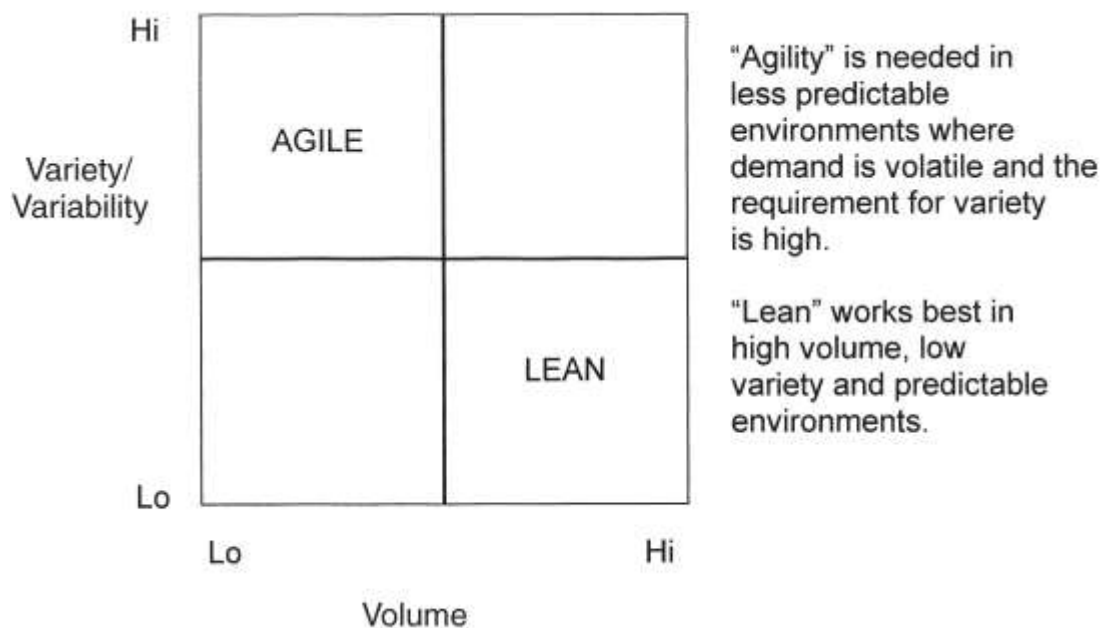 Hi
Variety/
Variability
Lo
AGILE
LEAN
Lo
Hi
Volume
“Agility” is needed in
less predictable
environments where
demand is volatile and the
requirement for variety
is high.
“Lean” works best in
high volume, low
variety and predictable
environments.